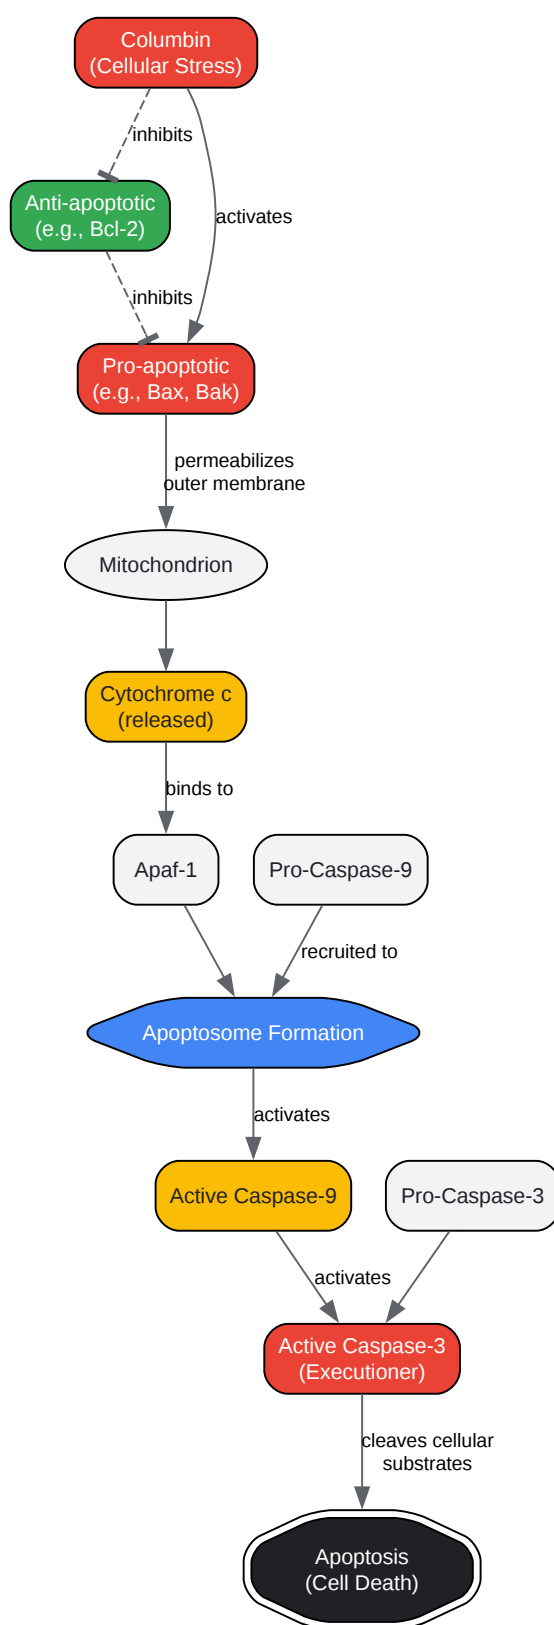 Columbin
(Cellular Stress)
inhibits
Anti-apoptotic
(e.g., Bcl-2)
activates
inhibits
Pro-apoptotic
(e.g., Bax, Bak)
permeabilizes
outer membrane
Mitochondrion
Cytochrome c
(released)
binds to
Apaf-1
Pro-Caspase-9
recruited to
Apoptosome Formation
activates
Active Caspase-9
Pro-Caspase-3
activates
Active Caspase-3
(Executioner)
cleaves cellular
substrates
Apoptosis
(Cell Death)